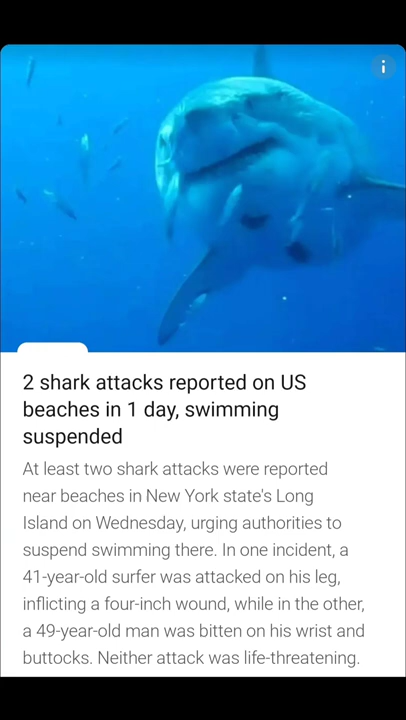 2 shark attacks reported on US
beaches in 1 day, swimming
suspended
At least two shark attacks were reported
near beaches in New York state's Long
Island on Wednesday, urging authorities to
suspend swimming there. In one incident, a
41-year-old surfer was attacked on his leg,
inflicting a four-inch wound, while in the other,
a 49-year-old man was bitten on his wrist and
buttocks. Neither attack was life-threatening.